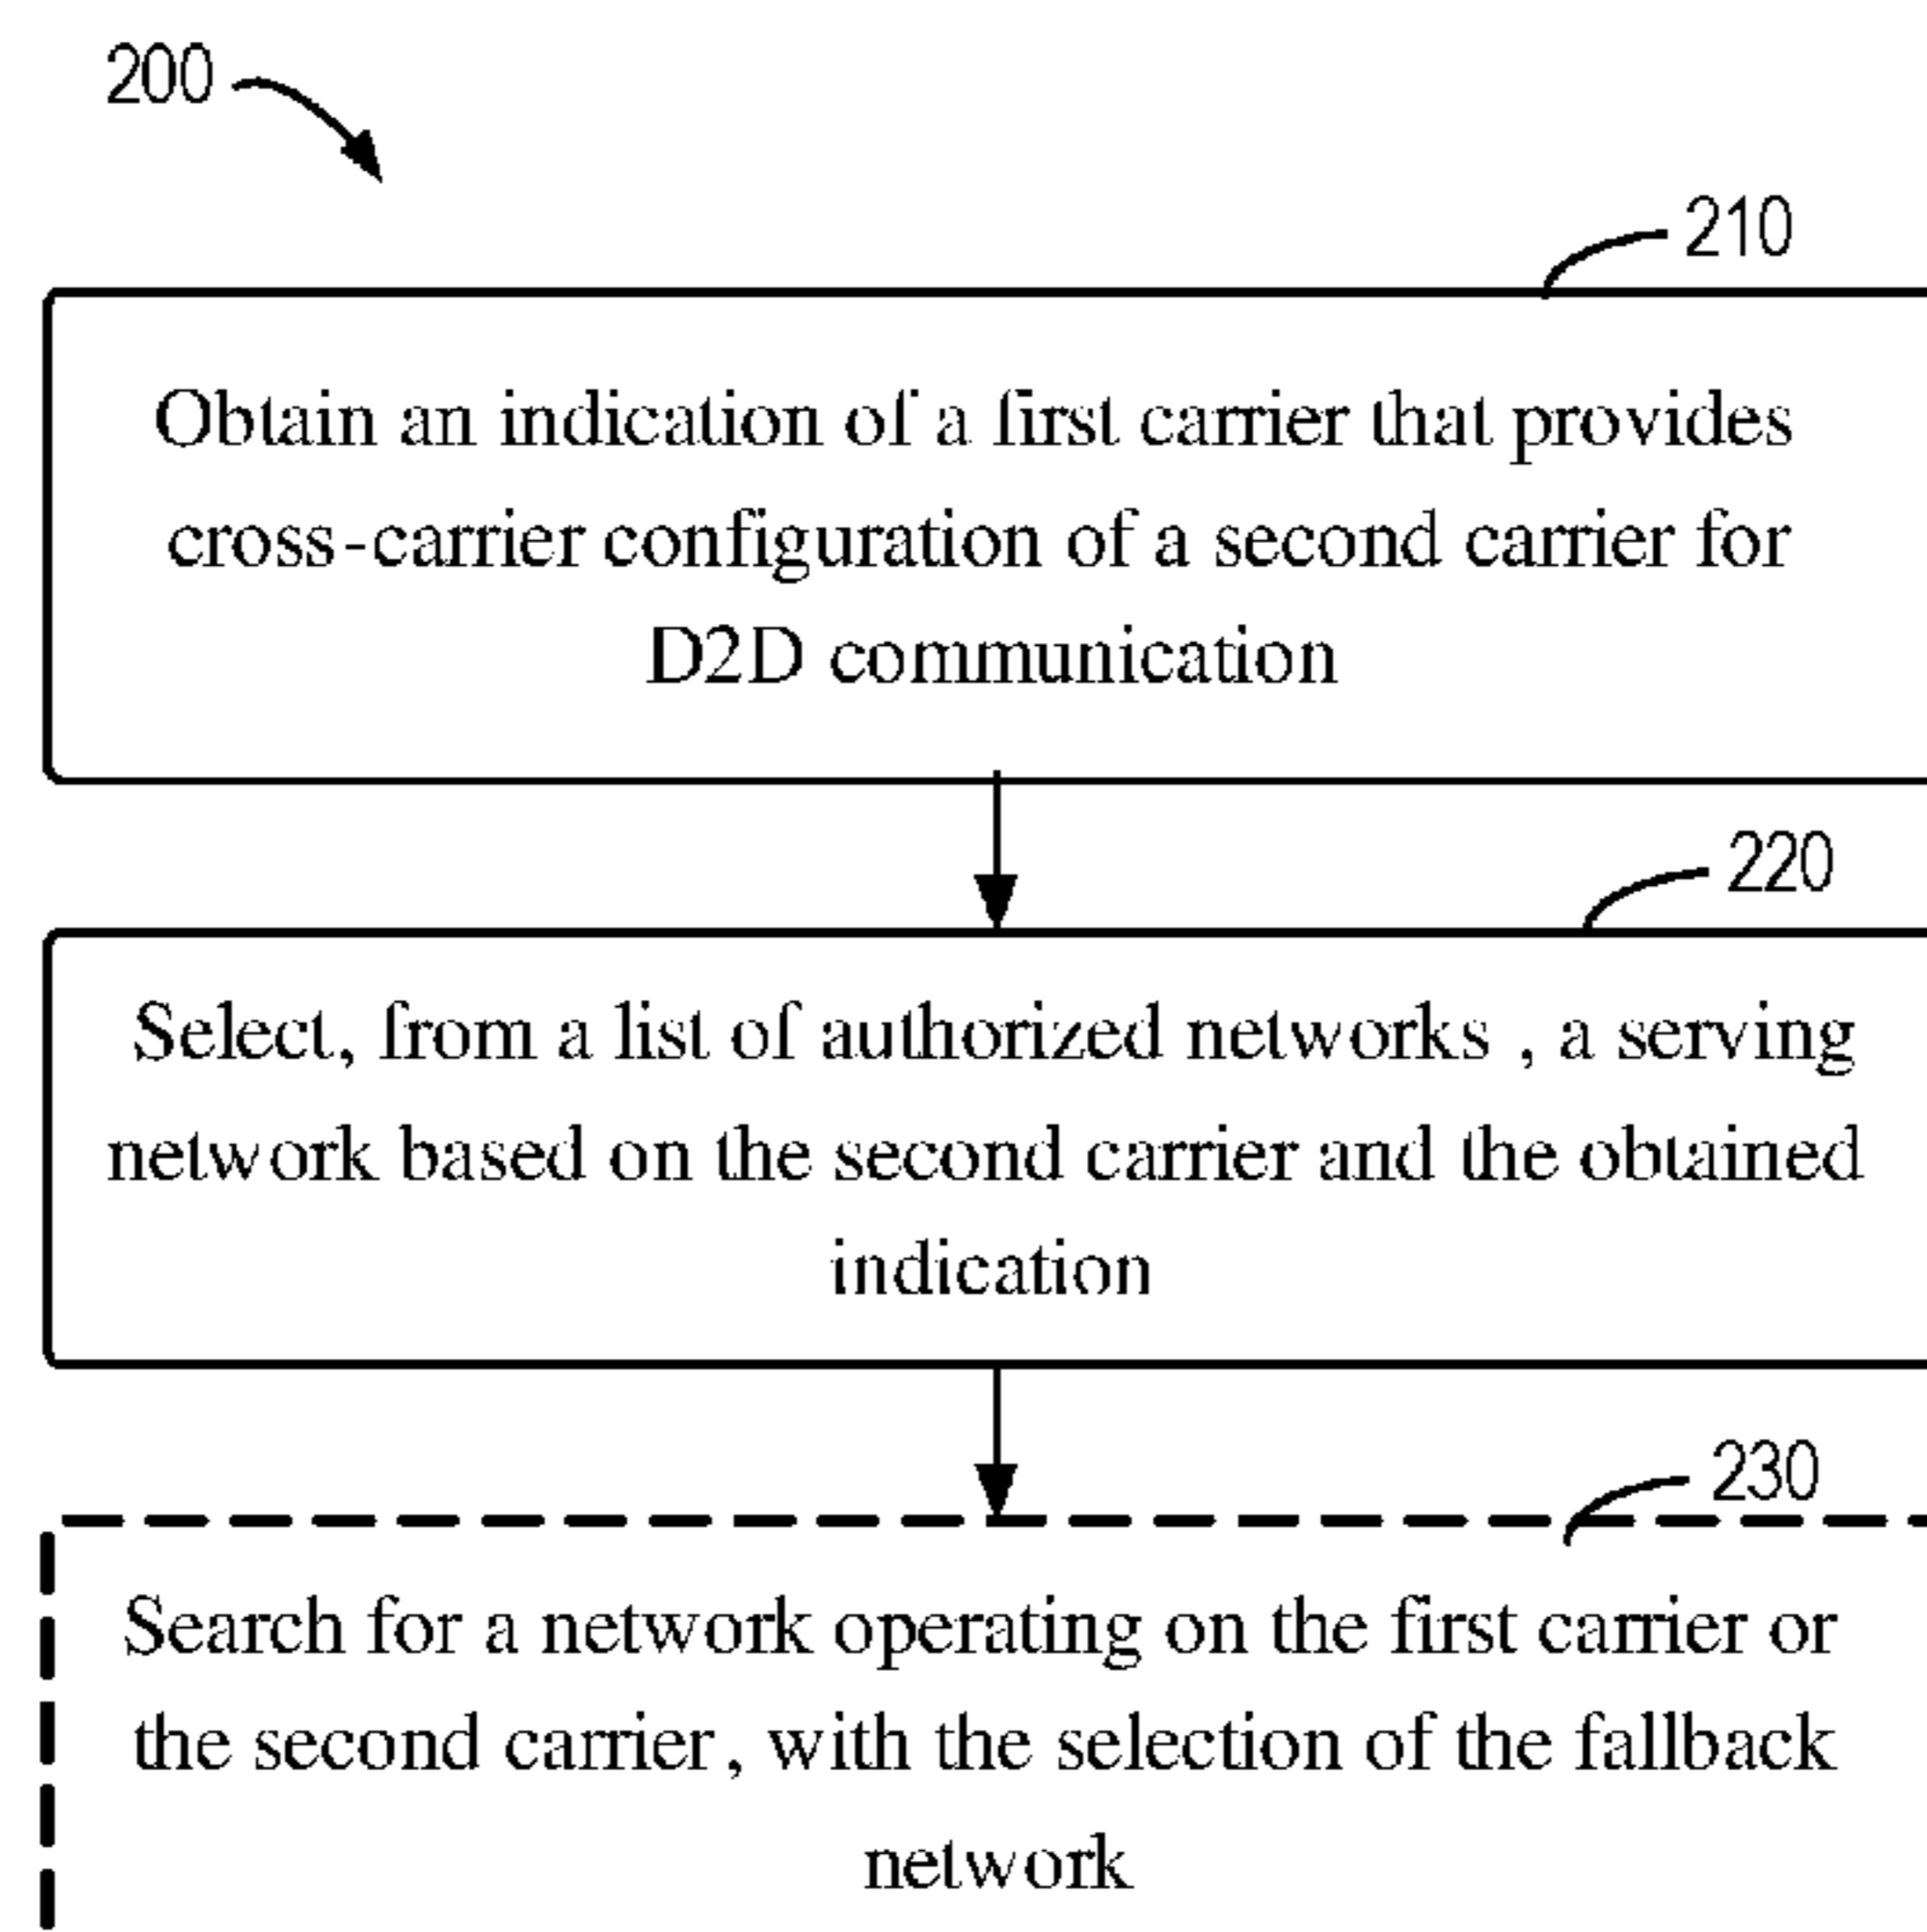 200
210
Obtain an indication of a first carrier that provides
cross-carrier configuration of a second carrier for
D2D communication
220
Select, from a list of authorized networks , a serving
network based on the second carrier and the obtained
indication
230
Search for a network operating on the first carrier or
the second carrier, with the selection of the fallback
network